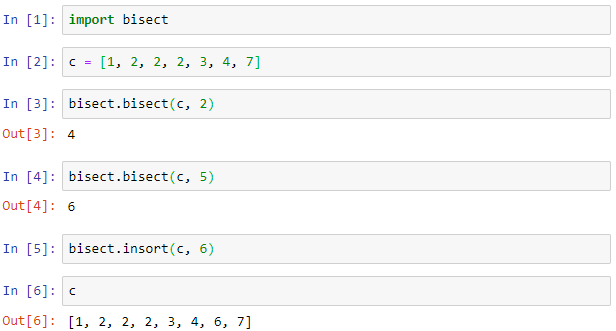 In [1]: import bisect
In [2]: c = [1, 2, 2, 2, 3, 4, 7]
In [3]: bisect.bisect(c, 2)
Out[3]: 4
In [4]: bisect.bisect(c, 5)
Out[4]: 6
In [5]: bisect.insort(c, 6)
In [6]: c
Out[6]: [1, 2, 2, 2, 3, 4, 6, 7]